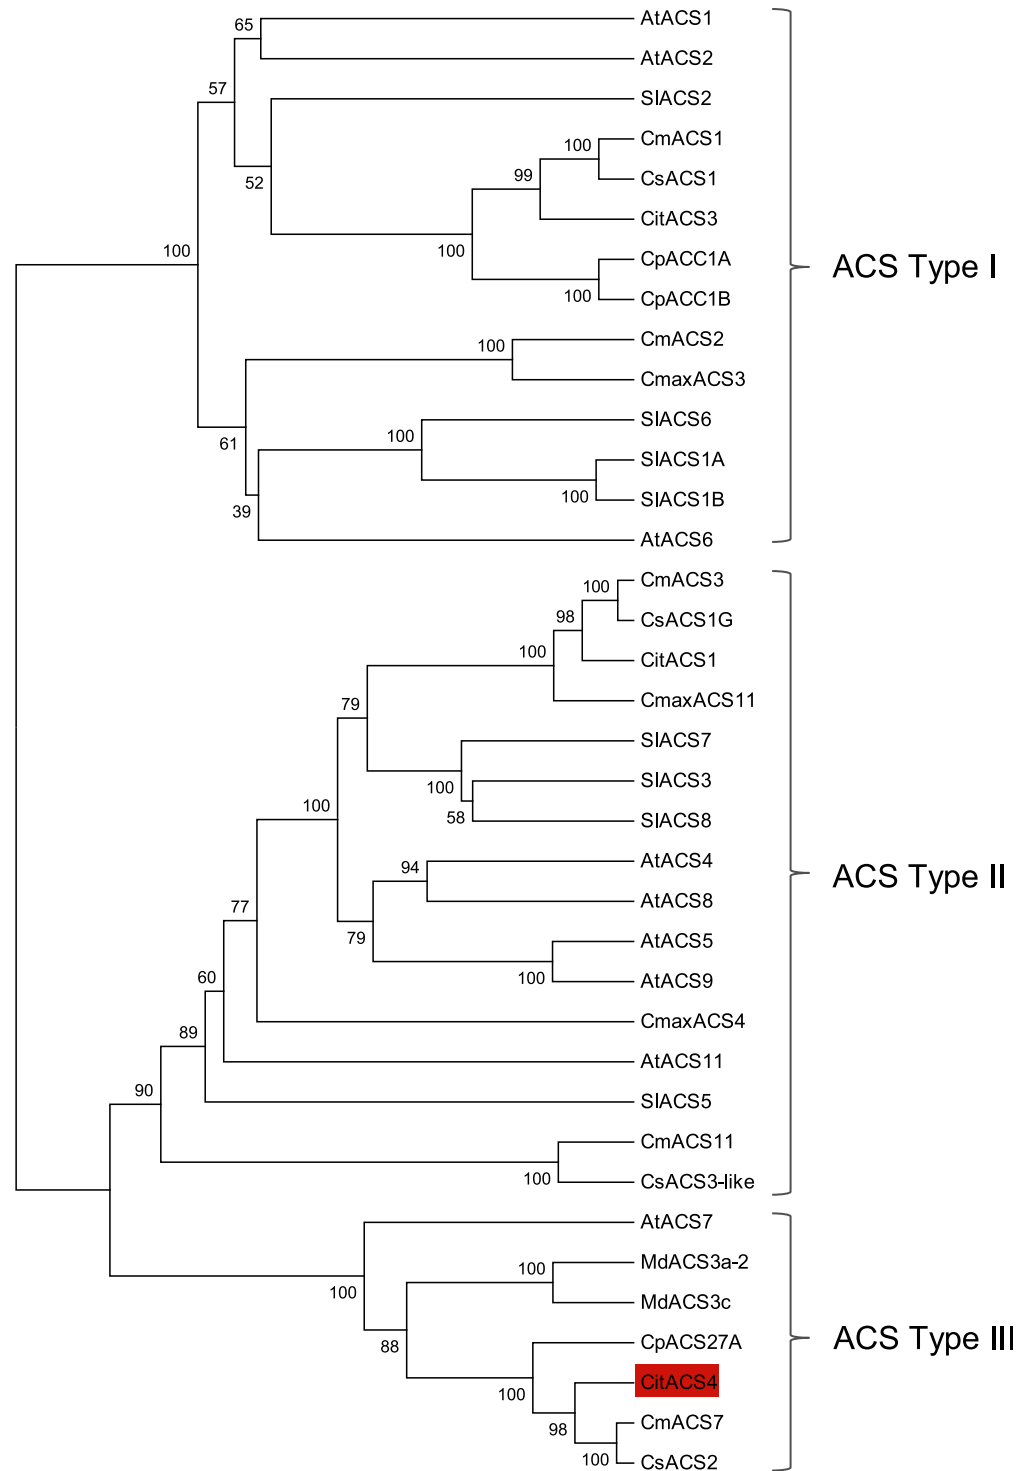 AtACS1
65
AtACS2
57
SlACS2
CmACS1
100
CsACS1
99
52
CitACS3
100
100
CpACC1A
ACS Type I
CpACC1B
100
CmACS2
100
CmaxACS3
SlACS6
61
100
SlACS1A
SlACS1B
100
39
AtACS6
CmACS3
100
CsACS1G
98
CitACS1
100
CmaxACS11
79
SlACS7
SlACS3
100
100
SlACS8
58
AtACS4
94
ACS Type II
AtACS8
77
79
AtACS5
AtACS9
100
60
CmaxACS4
89
AtACS11
90
SlACS5
CmACS11
CsACS3-like
100
AtACS7
MdACS3a-2
100
100
MdACS3c
CpACS27A
ACS Type III
88
CitACS4
100
CmACS7
98
CsACS2
100